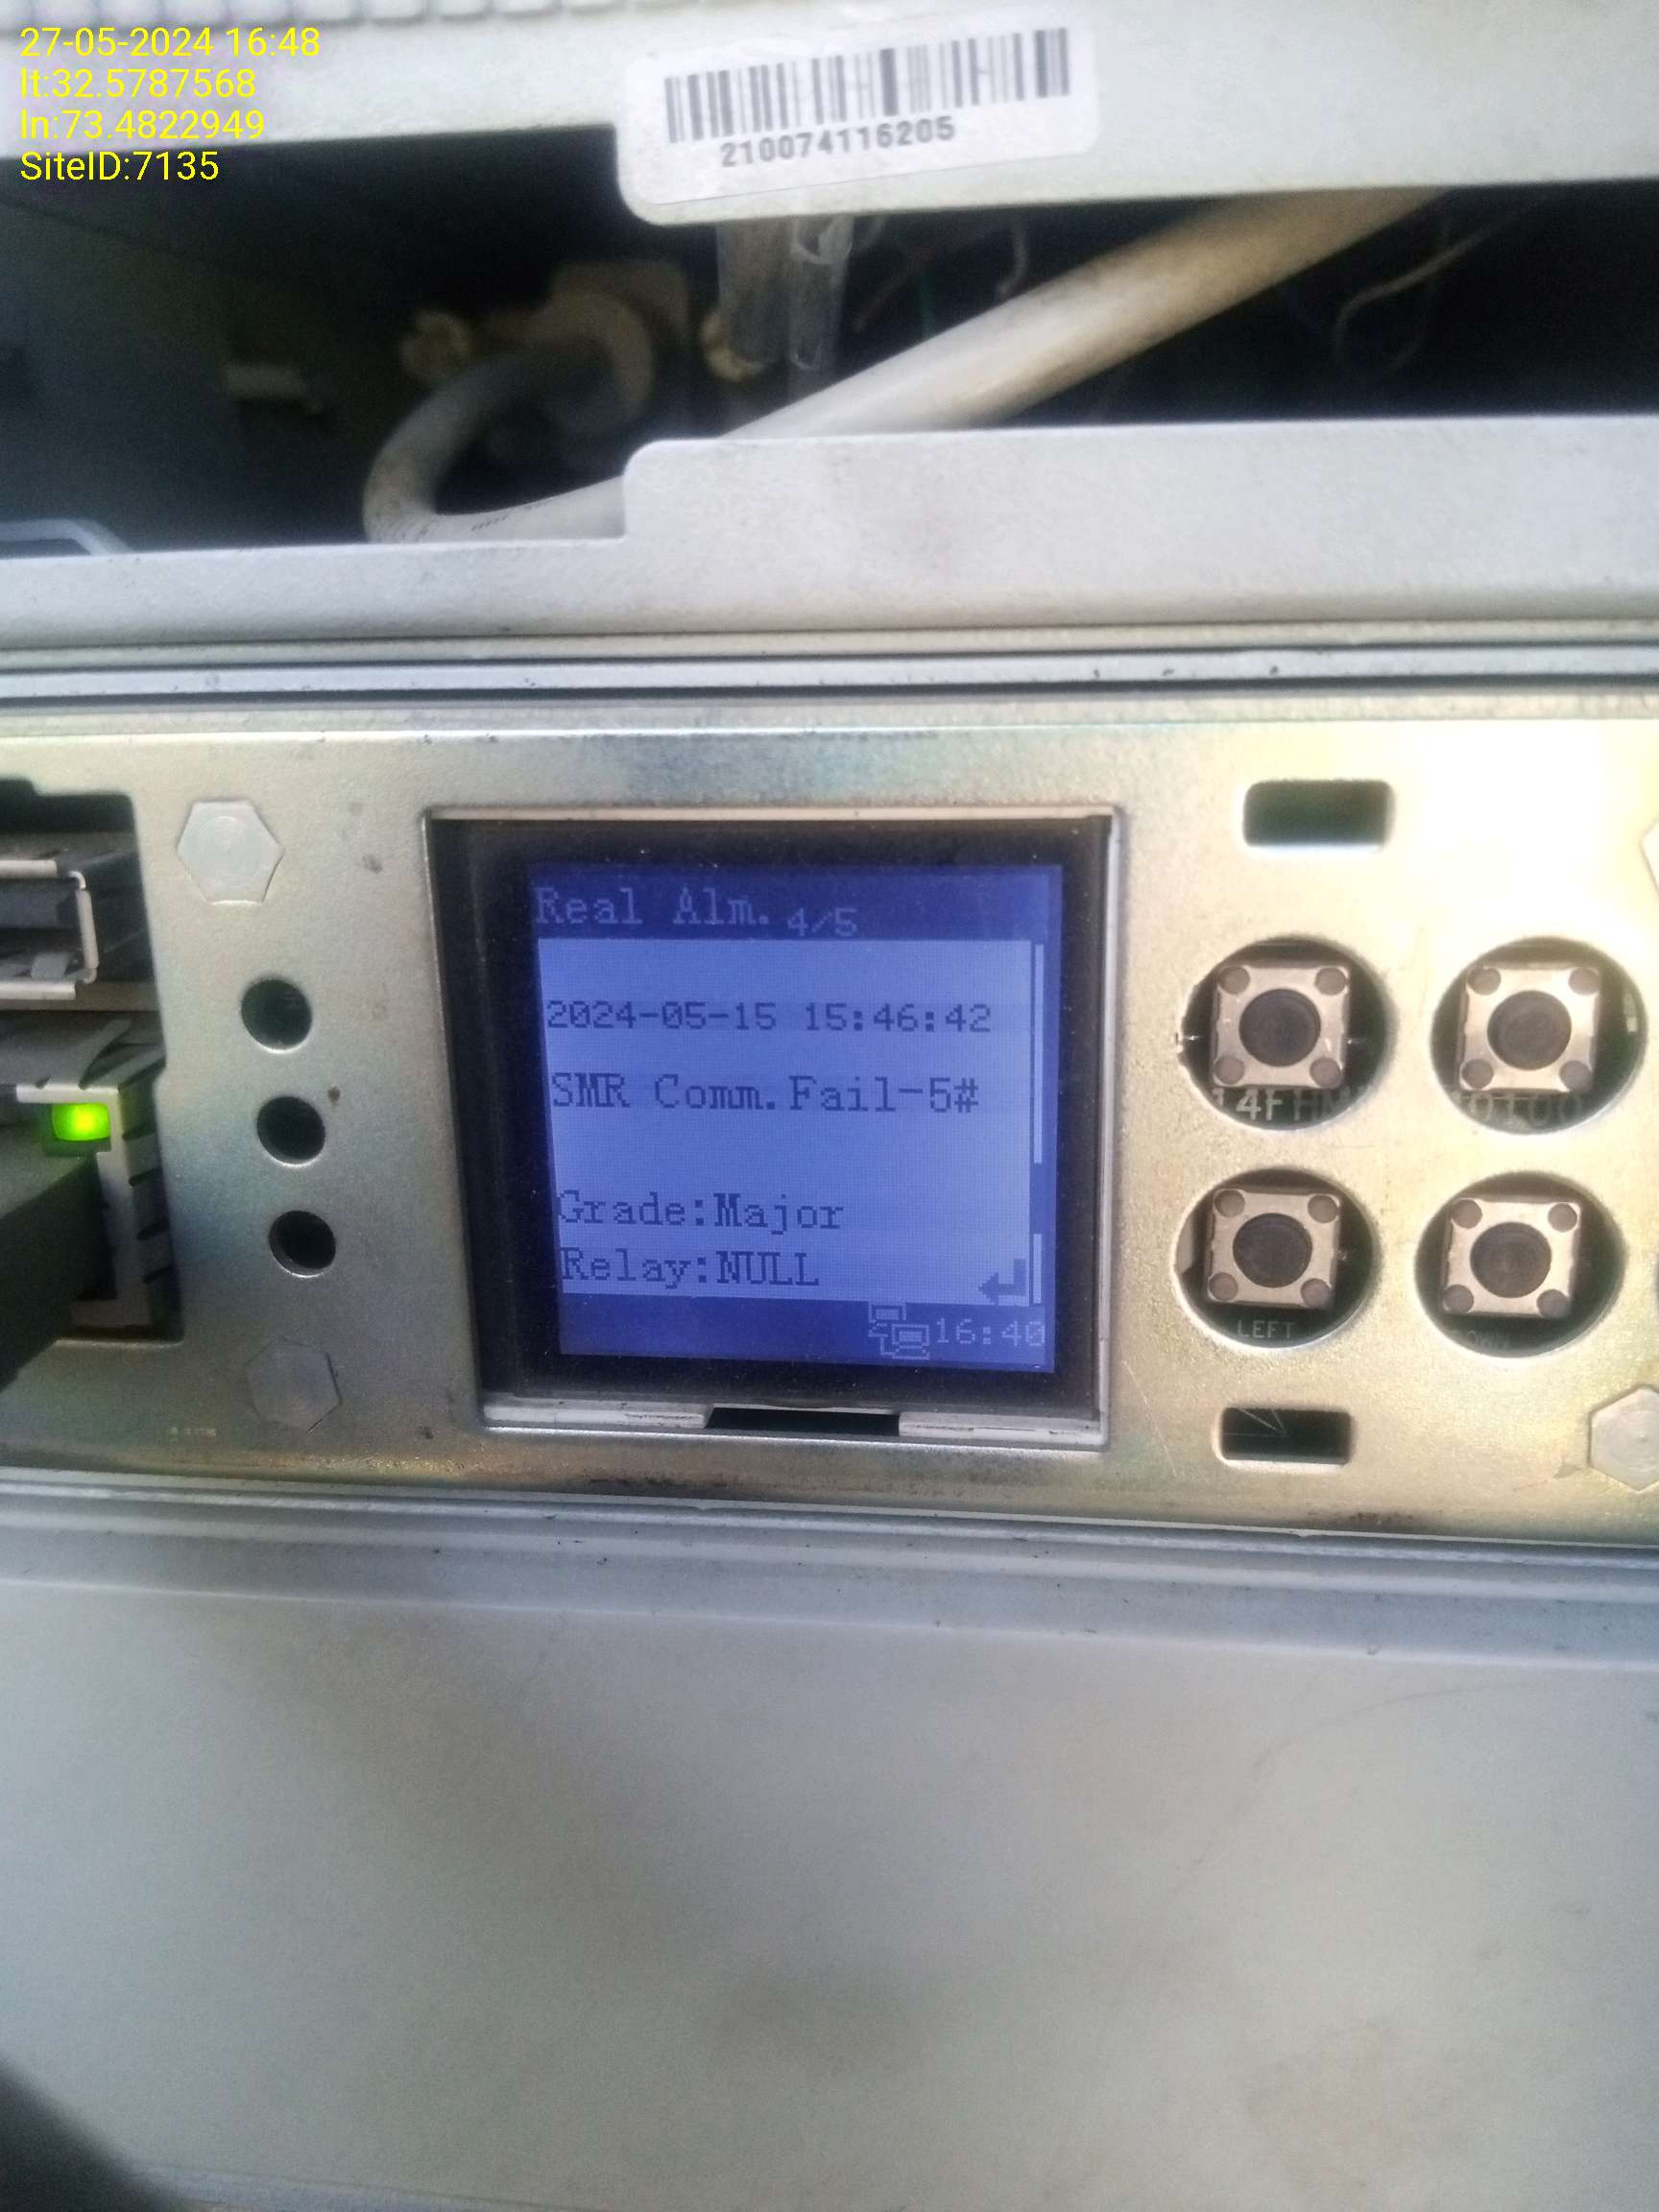 27-05-2024 16:48
lt:32.5787568
ln:73.4822949
SiteID:7135
210074116205
Real Alm. 4/5
2024-05-15 15:46:42
SMR Comm.Fail-5#
Grade:Major
Relay:NULL
16:40
LEFT